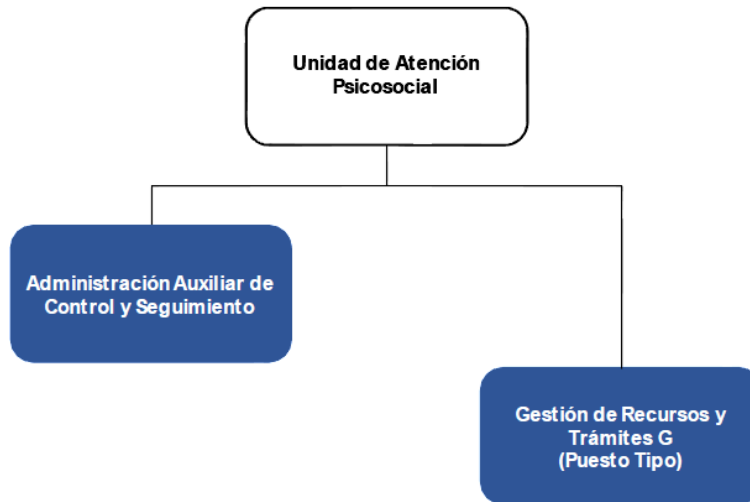 Unidad de Atención
Psicosocial
Administración Auxiliar de
Control y Seguimiento
Gestión de Recursos y
Trámites G
(Puesto Tipo)